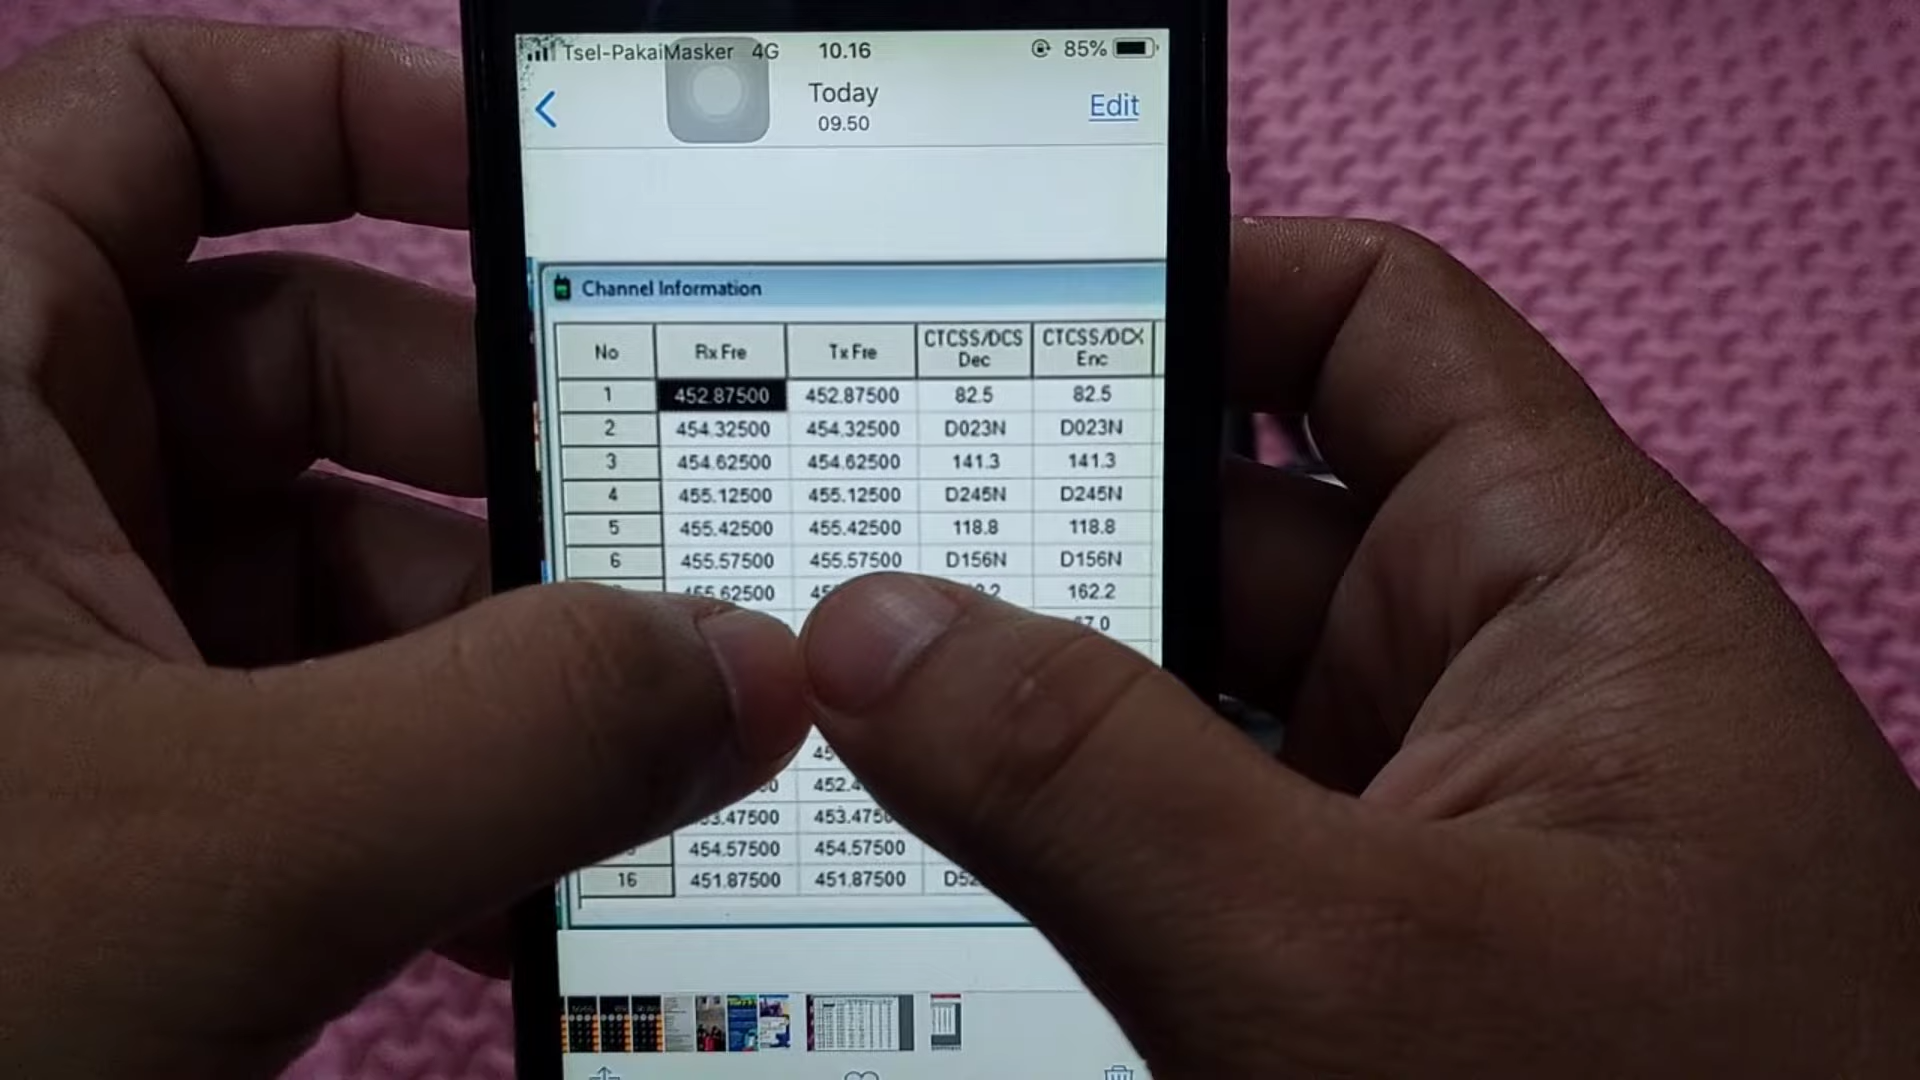 Tsel-PakaiMasker 4G 10.16 85%
Today
09.50
Edit
Channel Information
No Rx Fre Tx Fre CTCSS/DCS Dec CTCSS/DCX Enc
1 452.87500 452.87500 82.5 82.5
2 454.32500 454.32500 D023N D023N
3 454.62500 454.62500 141.3 141.3
4 455.12500 455.12500 D245N D245N
5 455.42500 455.42500 118.8 118.8
6 455.57500 455.57500 D156N D156N
455.62500 162.2
453.47500
454.57500 454.57500
16 451.87500 451.87500